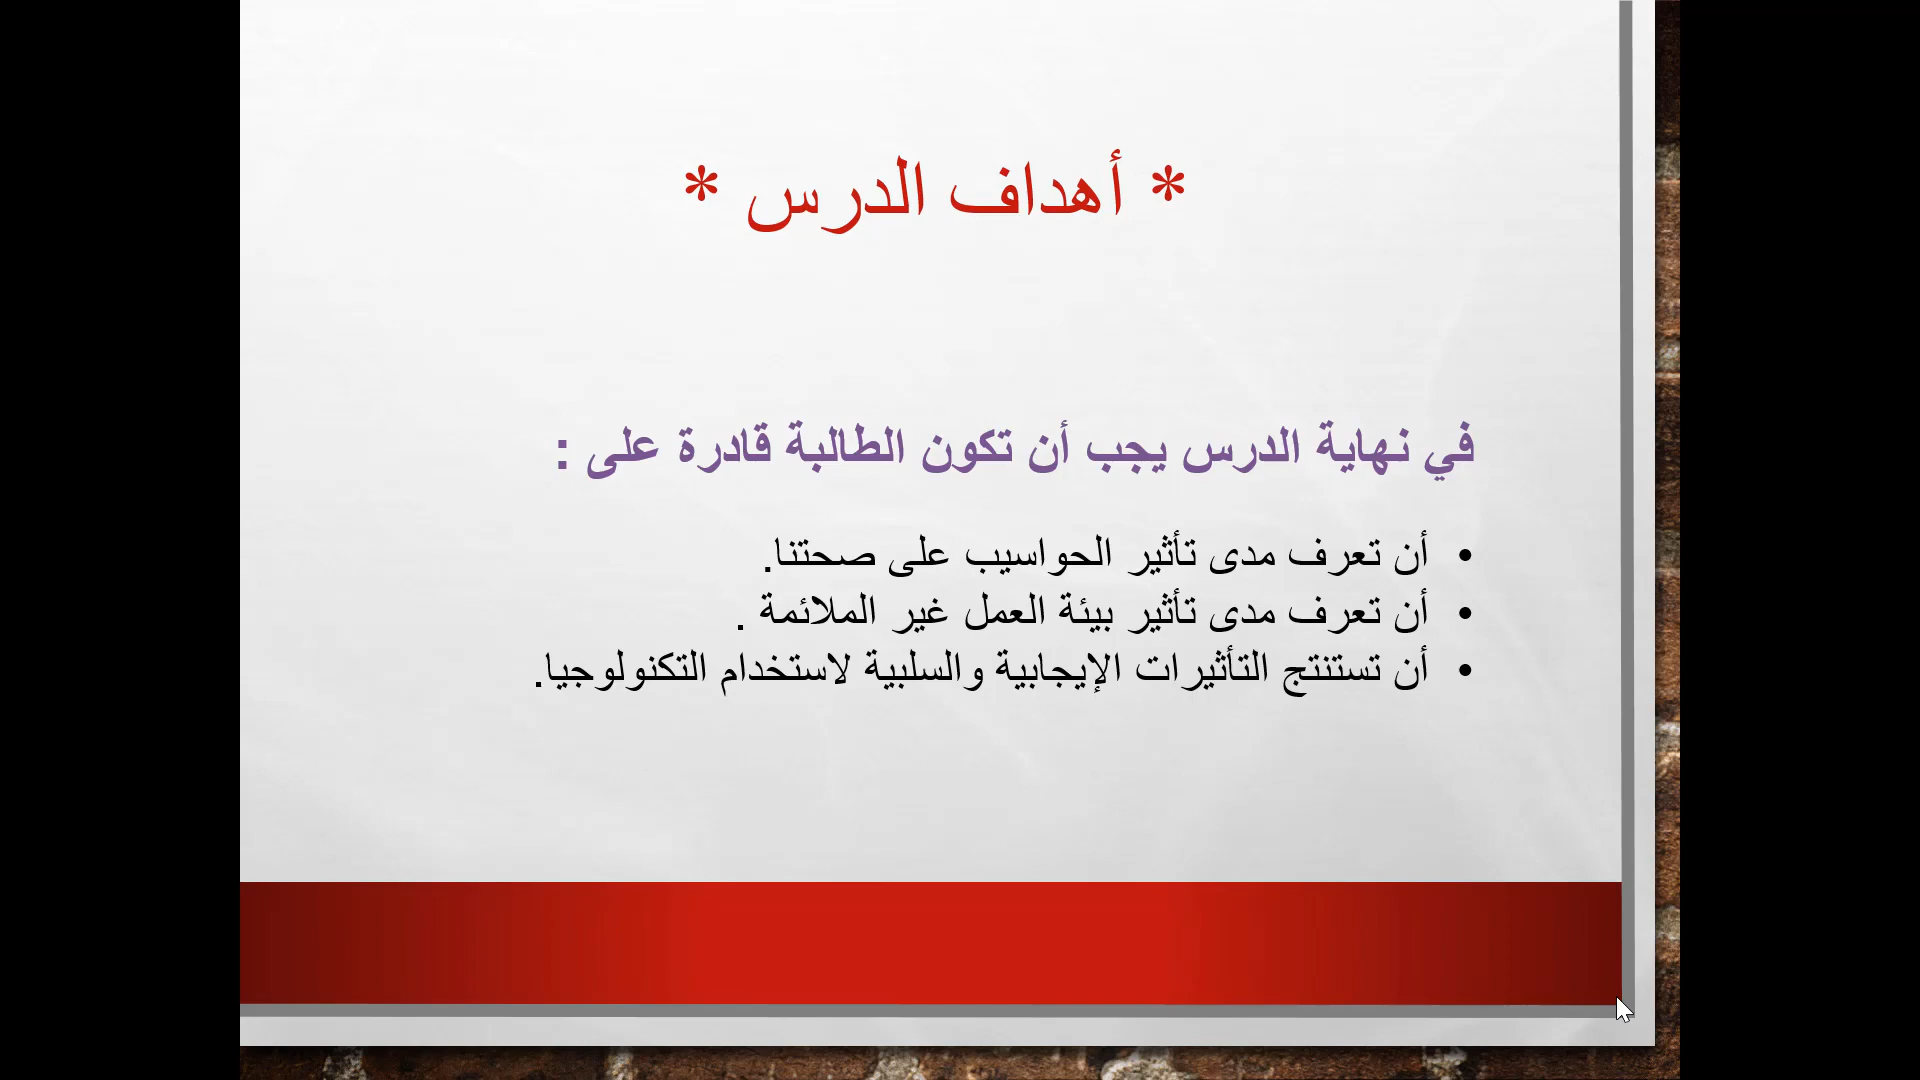 * أهداف الدرس *
في نهاية الدرس يجب أن تكون الطالبة قادرة على :
• أن تعرف مدى تأثير الحواسيب على صحتنا.
• أن تعرف مدى تأثير بيئة العمل غير الملائمة .
• أن تستنتج التأثيرات الإيجابية والسلبية لاستخدام التكنولوجيا.